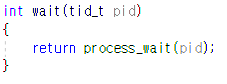 int wait(tid_t pid)
{
    return process_wait(pid);
}